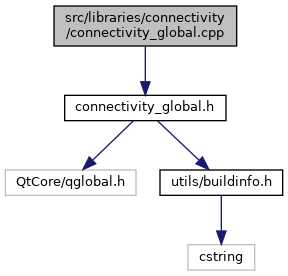 src/libraries/connectivity
/connectivity_global.cpp
connectivity_global.h
QtCore/qglobal.h
utils/buildinfo.h
cstring